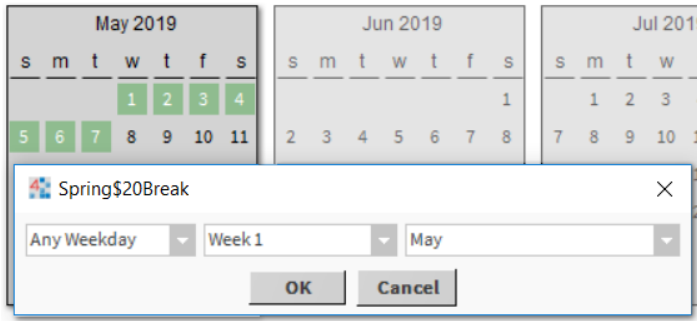 May 2019 Jun 2019 Jul 201
s m t w t f s s m t w t f s s m t w
1 2 3 4 1 1 2 3
5 6 7 8 9 10 11 2 3 4 5 6 7 8 7 8 9 10
Spring$20Break
Any Weekday Week 1 May
OK Cancel